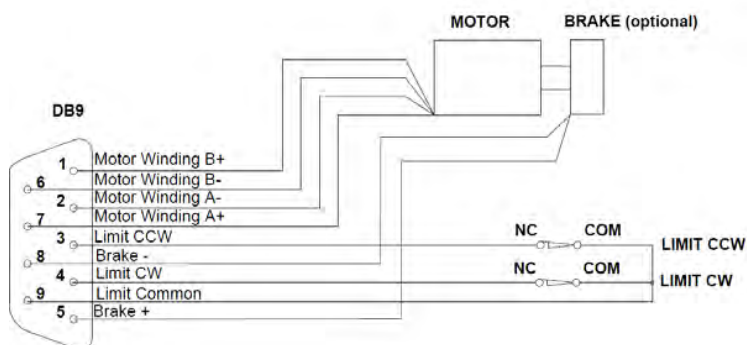 MOTOR
BRAKE (optional)
DB9
1 Motor Winding B+
6 Motor Winding B-
2 Motor Winding A-
7 Motor Winding A+
3 Limit CCW
NC COM
LIMIT CCW
8 Brake -
4 Limit CW
NC COM
LIMIT CW
9 Limit Common
5 Brake +